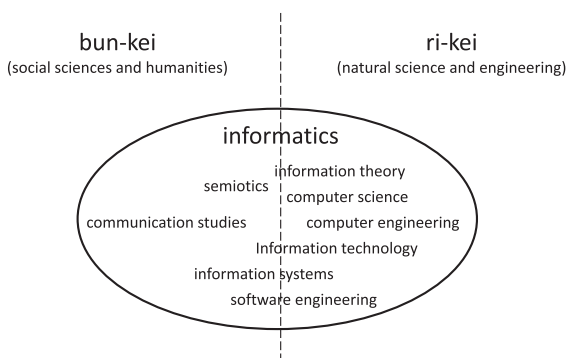 bun-kei
(social sciences and humanities)
ri-kei
(natural science and engineering)
informatics
information theory
semiotics
computer science
communication studies
computer engineering
Information technology
information systems
software engineering